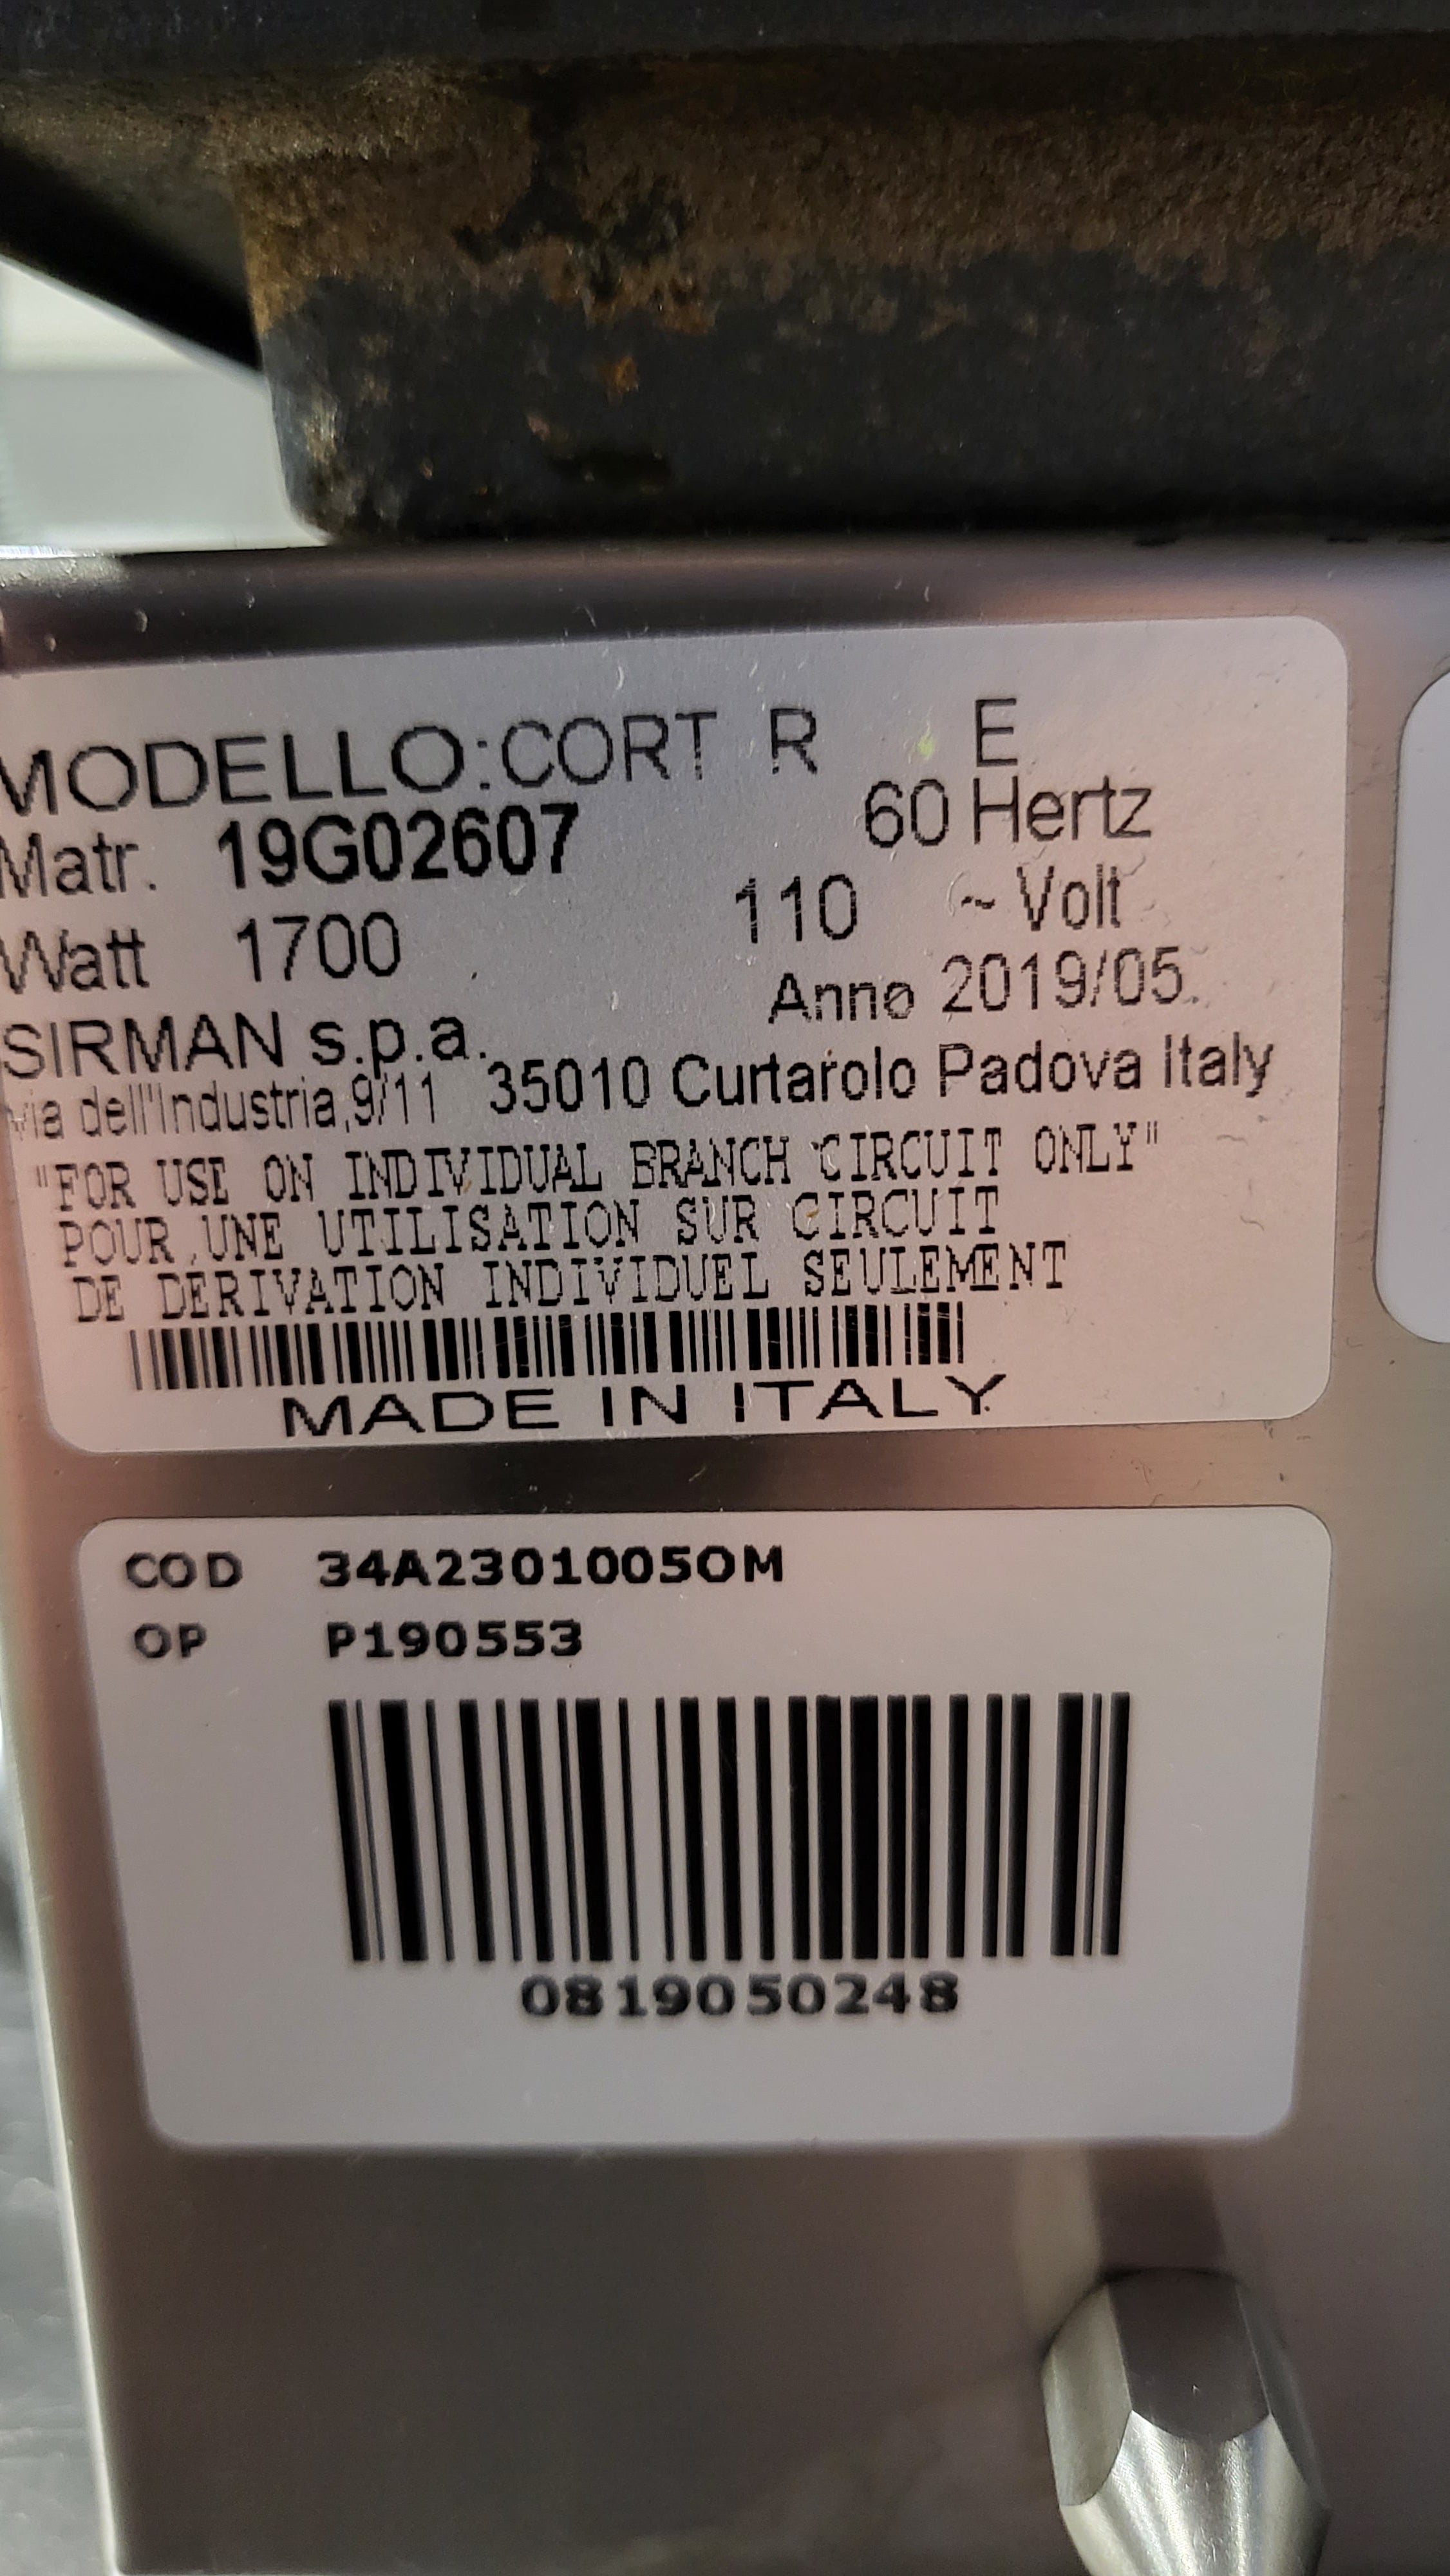 MODELLO:CORT R E
Matr. 19G02607 60 Hertz
Watt 1700 110 ~ Volt
Anno 2019/05.
SIRMAN s.p.a.
via dell'Industria,9/11 35010 Curtarolo Padova Italy
"FOR USE ON INDIVIDUAL BRANCH CIRCUIT ONLY"
POUR UNE UTILISATION SUR CIRCUIT
DE DERIVATION INDIVIDUEL SEULEMENT
MADE IN ITALY
COD 34A2301005OM
OP P190553
0819050248